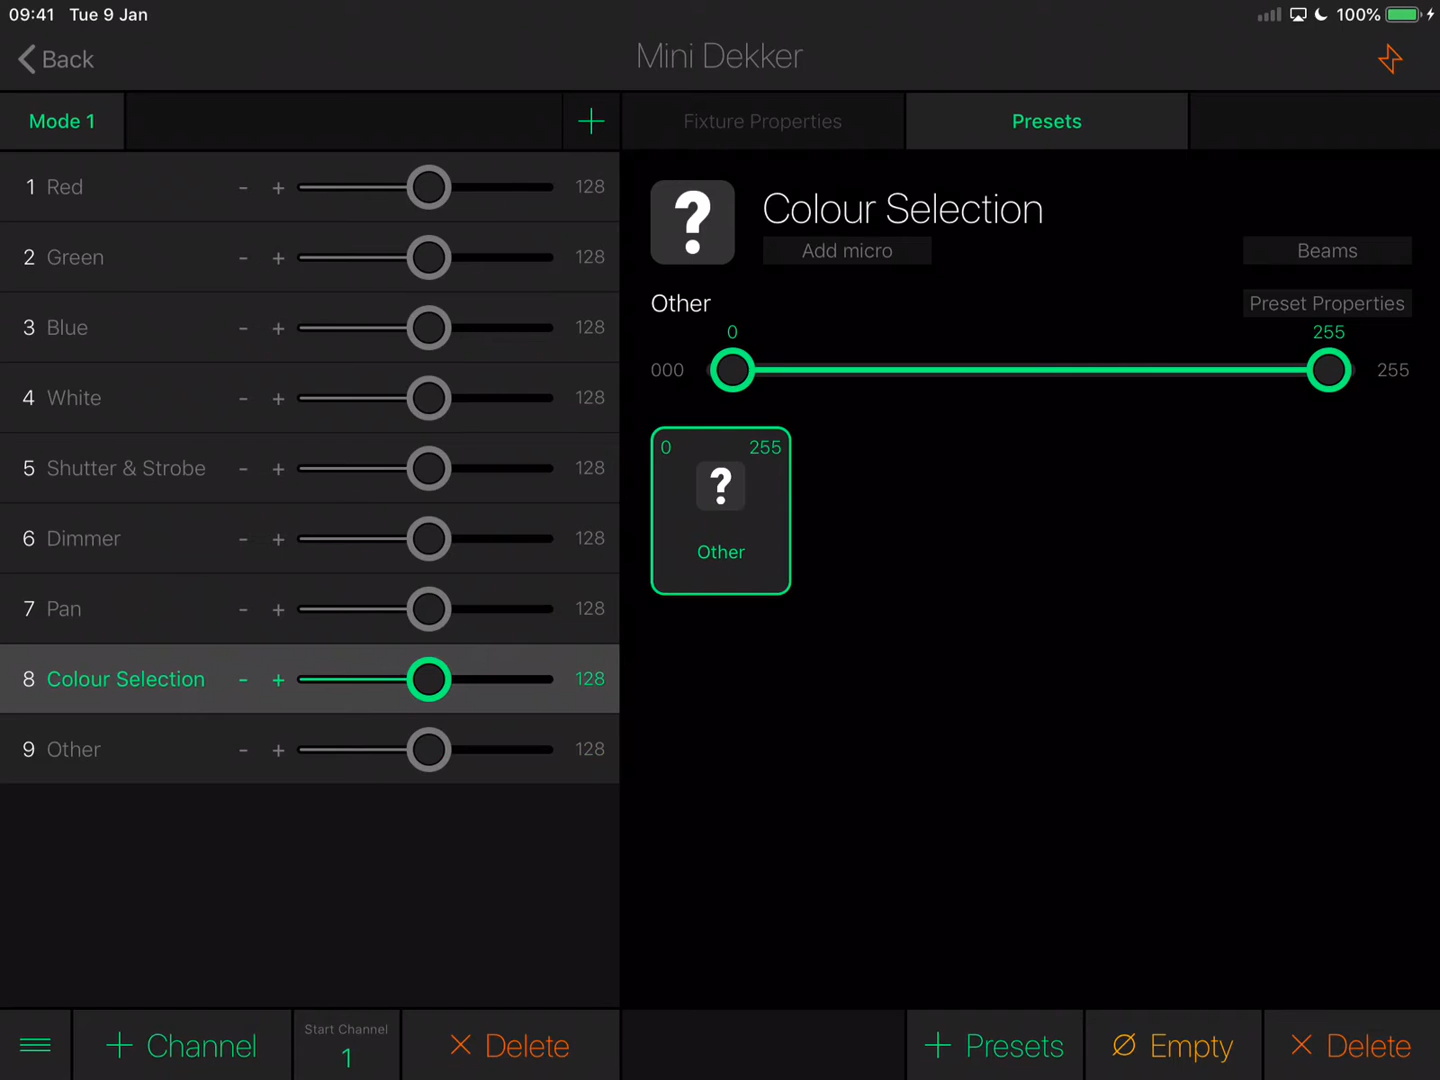 09:41 Tue 9 Jan 100%
Back
Mini Dekker
Mode 1
+
Fixture Properties
Presets
1 Red - + 128
2 Green - + 128
3 Blue - + 128
4 White - + 128
5 Shutter & Strobe - + 128
6 Dimmer - + 128
7 Pan - + 128
8 Colour Selection - + 128
9 Other - + 128
?
Colour Selection
Add micro
Beams
Other
Preset Properties
0 255
000 255
0 255
?
Other
+ Channel
Start Channel
1
× Delete
+ Presets
Ø Empty
× Delete